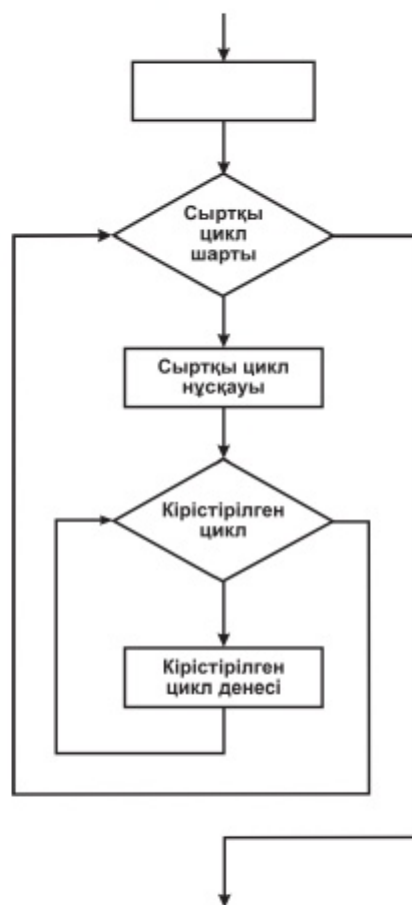 Сыртқы
цикл
шарты
Сыртқы цикл
нұсқауы
Кірістірілген
цикл
Кірістірілген
цикл денесі